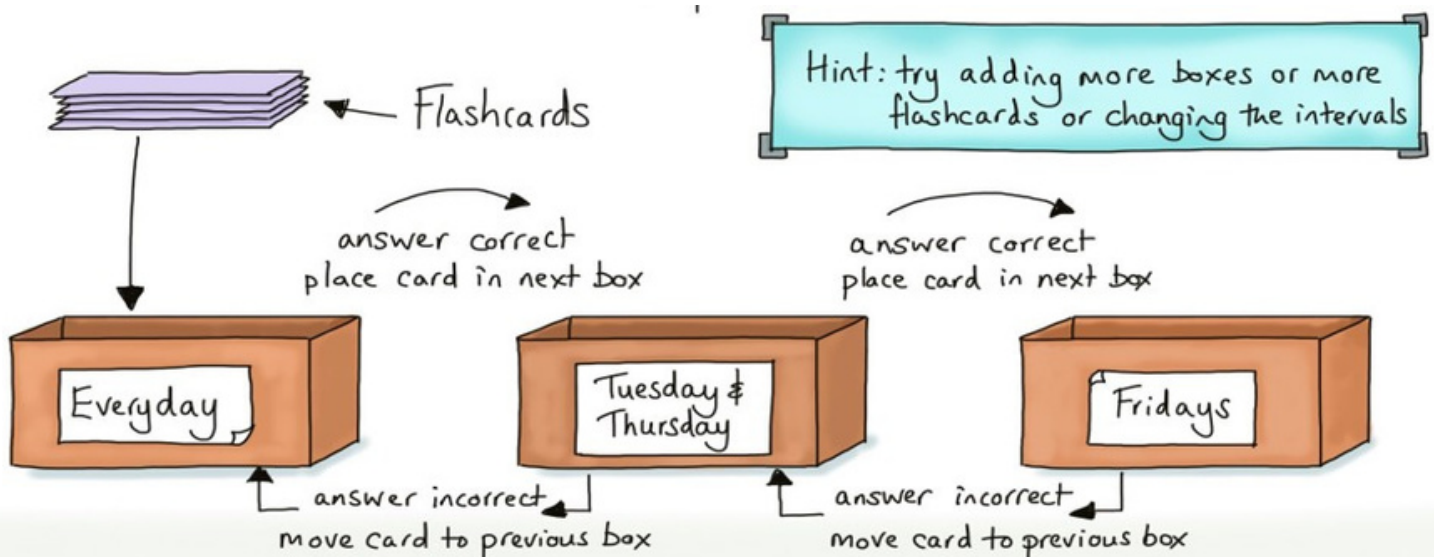 Flashcards
Hint: try adding more boxes or more
flashcards or changing the intervals
answer correct
place card in next box
answer correct
place card in next box
Everyday
Tuesday &
Thursday
Fridays
answer incorrect
move card to previous box
answer incorrect
move card to previous box